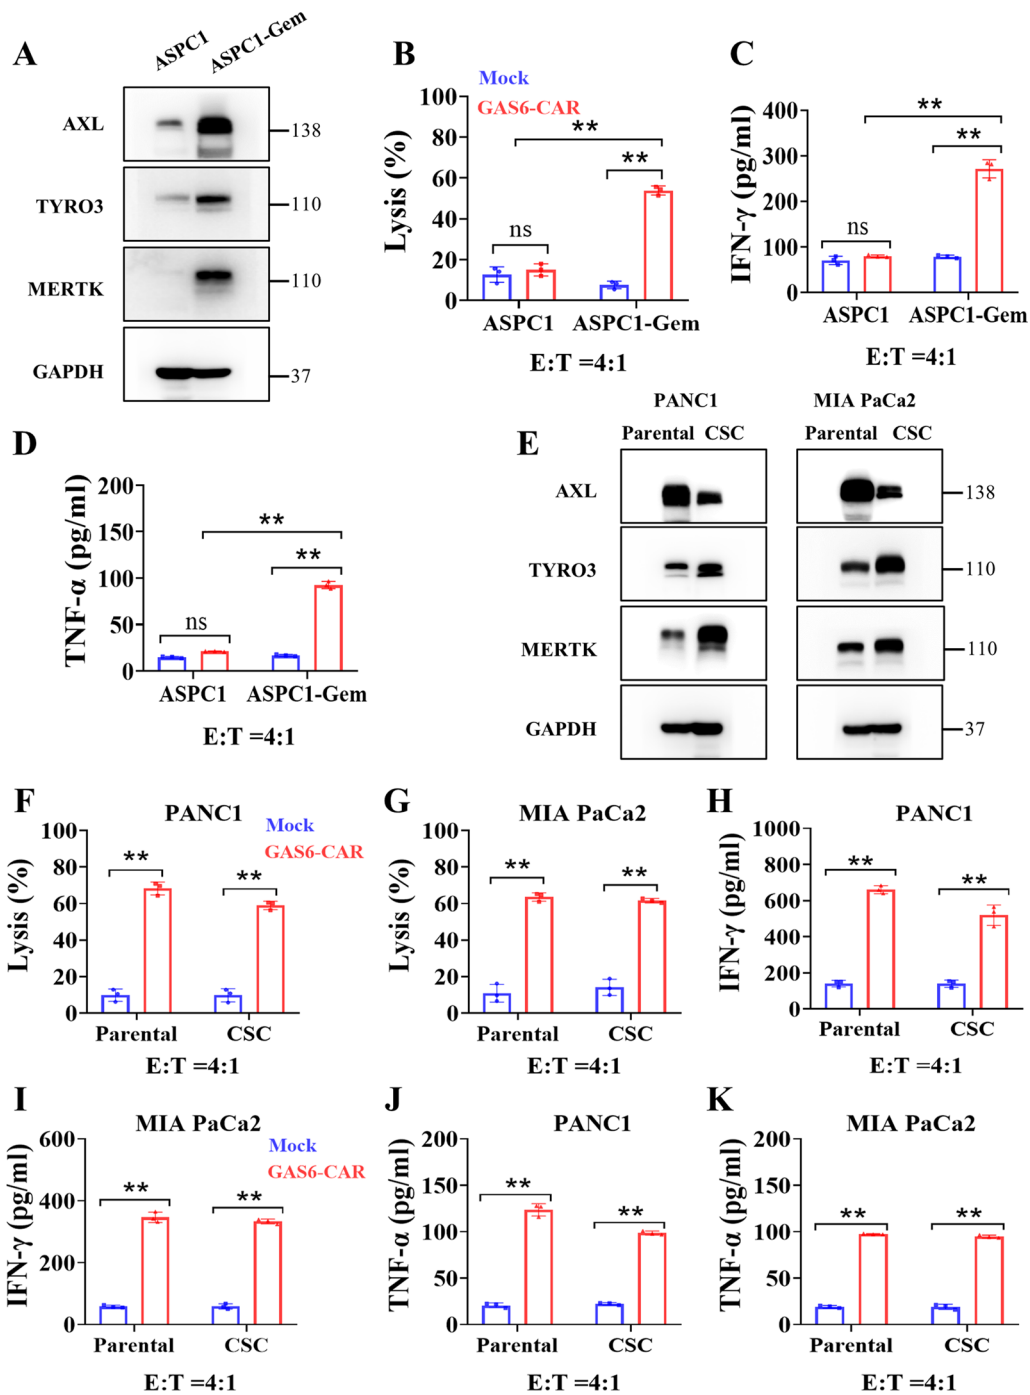 A
ASPC1
ASPC1-Gem
AXL
138
TYRO3
110
MERTK
110
GAPDH
37
B
Mock
GAS6-CAR
Lysis (%)
100
80
60
40
20
0
**
**
ns
ASPC1 ASPC1-Gem
E:T =4:1
C
IFN-γ (pg/ml)
400
300
200
100
0
**
**
ns
ASPC1 ASPC1-Gem
E:T =4:1
D
TNF-α (pg/ml)
200
150
100
50
0
**
**
ns
ASPC1 ASPC1-Gem
E:T =4:1
E
PANC1 MIA PaCa2
Parental CSC Parental CSC
AXL
138
TYRO3
110
MERTK
110
GAPDH
37
F
PANC1
Mock
GAS6-CAR
Lysis (%)
100
80
60
40
20
0
**
**
Parental CSC
E:T =4:1
G
MIA PaCa2
Lysis (%)
100
80
60
40
20
0
**
**
Parental CSC
E:T =4:1
H
PANC1
IFN-γ (pg/ml)
1000
800
600
400
200
0
**
**
Parental CSC
E:T =4:1
I
MIA PaCa2
Mock
GAS6-CAR
IFN-γ (pg/ml)
600
400
200
0
**
**
Parental CSC
E:T =4:1
J
PANC1
TNF-α (pg/ml)
200
150
100
50
0
**
**
Parental CSC
E:T =4:1
K
MIA PaCa2
TNF-α (pg/ml)
200
150
100
50
0
**
**
Parental CSC
E:T =4:1